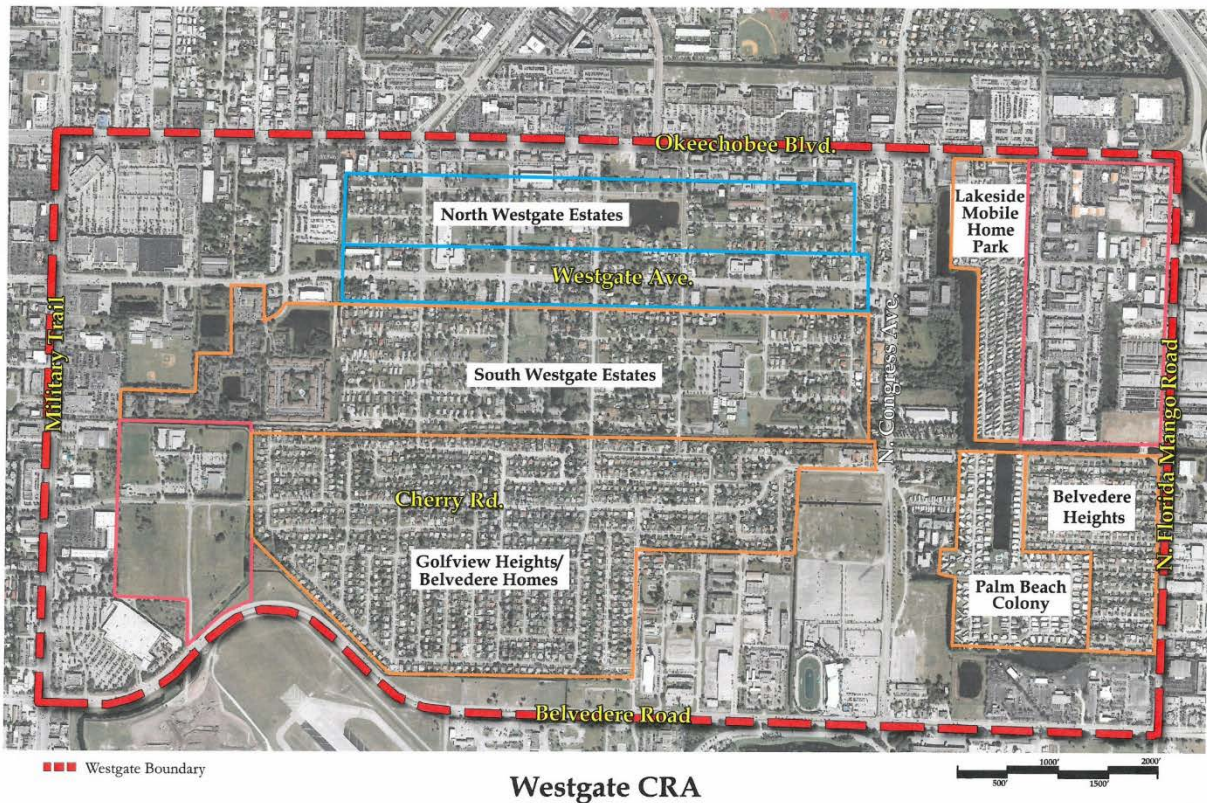 Okeechobee Blvd.
Lakeside
Mobile
Home
Park
North Westgate Estates
Westgate Ave.
Military Trail
N. Congress Ave.
N. Florida Mango Road
South Westgate Estates
Cherry Rd.
Golfview Heights/
Belvedere Homes
Belvedere
Heights
Palm Beach
Colony
Belvedere Road
Westgate Boundary
Westgate CRA
1000'
2000'
500'
1500'